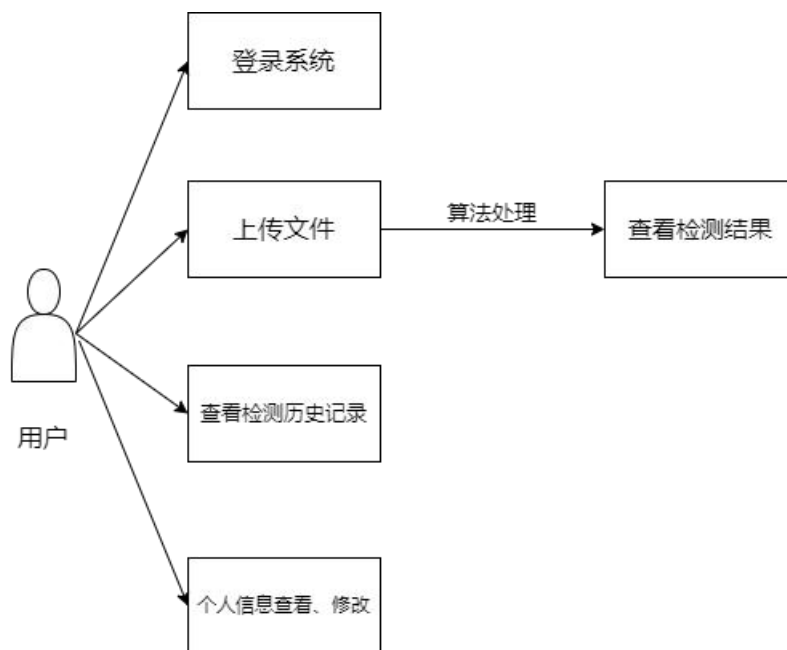 登录系统
上传文件
算法处理
查看检测结果
查看检测历史记录
用户
个人信息查看、修改